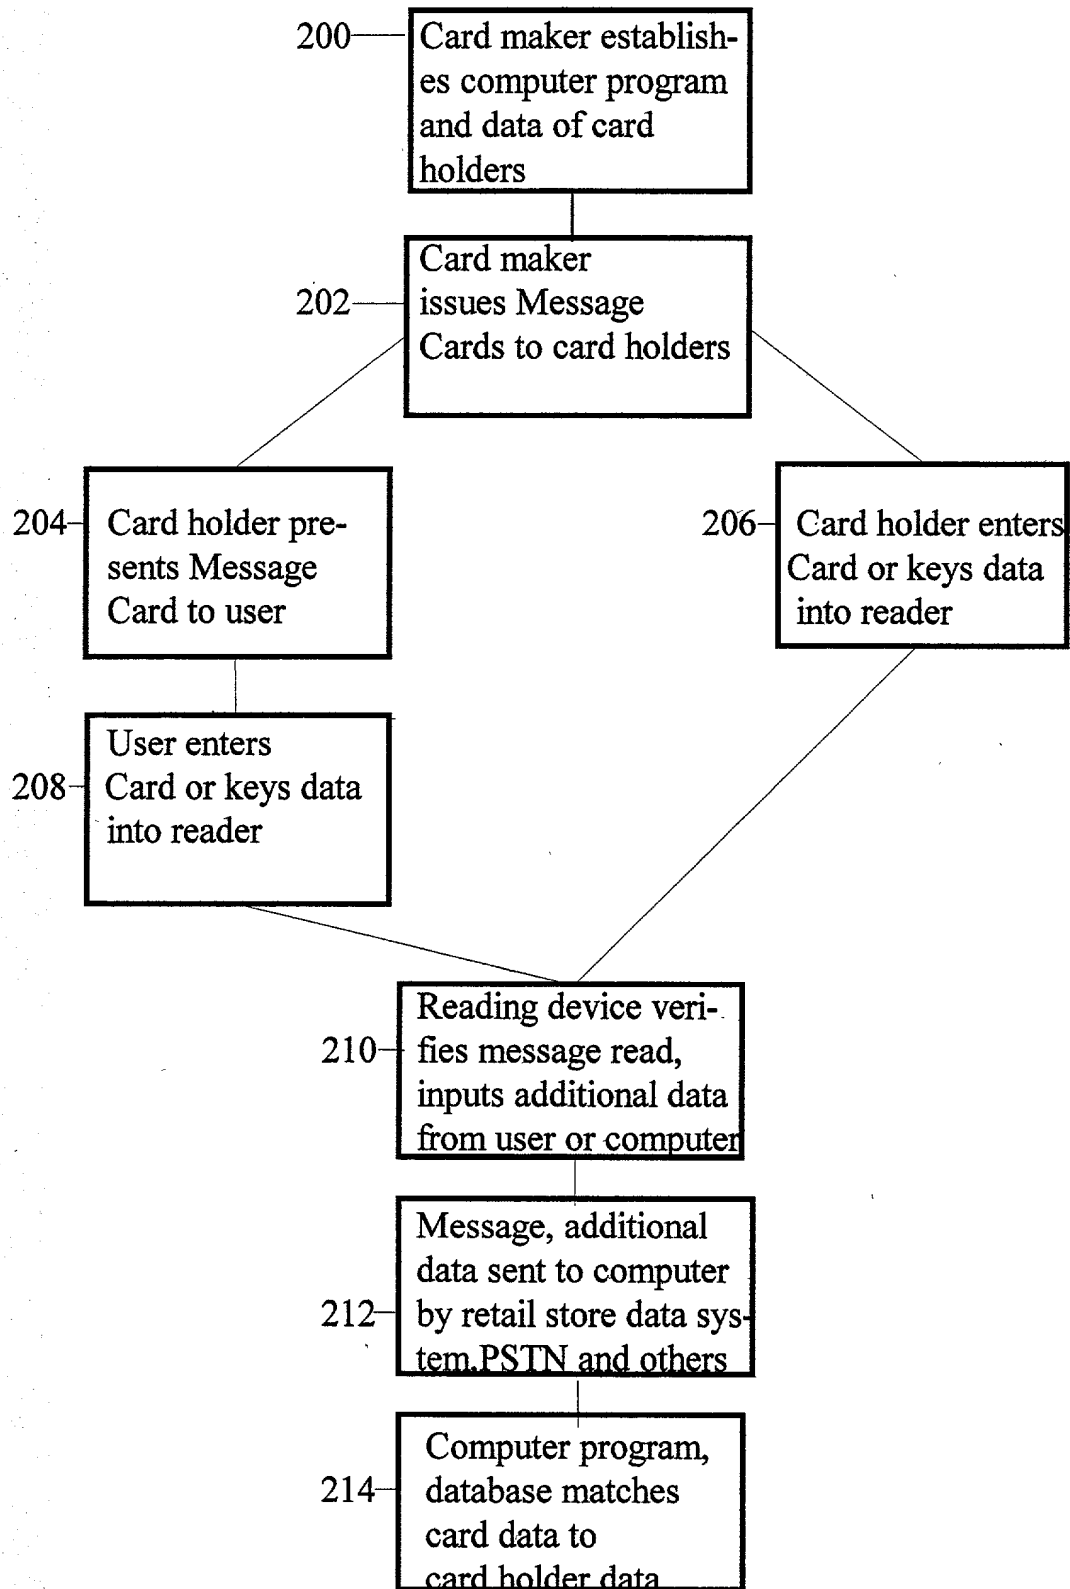 200
Card maker establish-
es computer program
and data of card
holders
202
Card maker
issues Message
Cards to card holders
204
Card holder pre-
sents Message
Card to user
206
Card holder enters
Card or keys data
into reader
208
User enters
Card or keys data
into reader
210
Reading device veri-
fies message read,
inputs additional data
from user or computer
212
Message, additional
data sent to computer
by retail store data sys-
tem.PSTN and others
214
Computer program,
database matches
card data to
card holder data